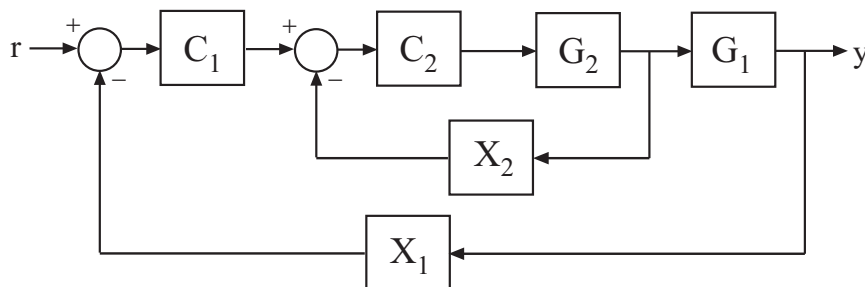 r + − C₁ + − C₂ G₂ G₁ y
X₂
X₁